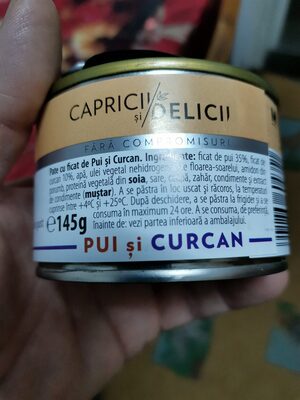 CAPRICII
și DELICII
FĂRĂ COMPROMISURI
Pate cu ficat de Pui și Curcan. Ingrediente: ficat de pui 35%, ficat de
curcan 10%, apă, ulei vegetal nehidrogenat de floarea-soarelui, amidon din
grumb, proteină vegetală din soia, sare, ceapă, zahăr, condimente și extract
de condimente (muștar). A se păstra în loc uscat și răcoros, la temperaturi
cuprinse între +4ºC și +25ºC. După deschidere, a se păstra la frigider și a se
consuma în maximum 24 ore. A se consuma, de preferință,
înainte de: vezi partea inferioară a ambalajului.
℮145g
PUI și CURCAN